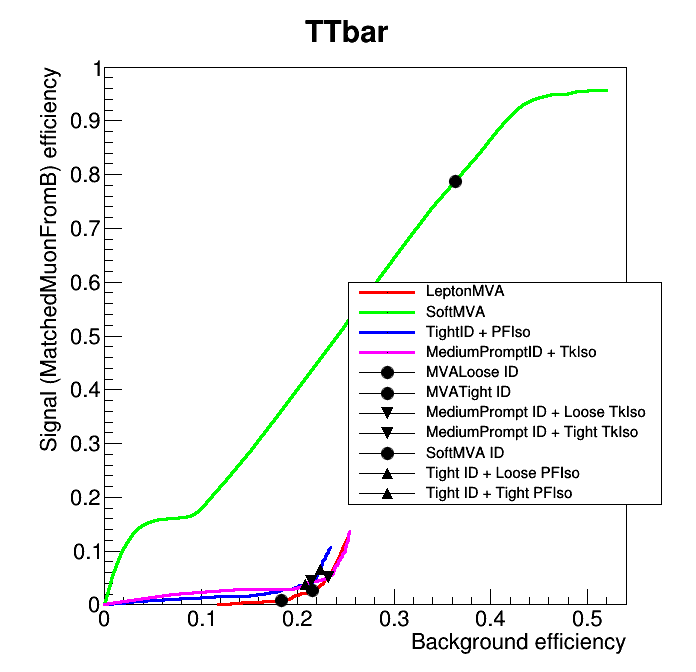 TTbar
Signal (MatchedMuonFromB) efficiency
1
0.9
0.8
0.7
0.6
0.5
0.4
0.3
0.2
0.1
0
LeptonMVA
SoftMVA
TightID + PFIso
MediumPromptID + TkIso
MVALoose ID
MVATight ID
MediumPrompt ID + Loose TkIso
MediumPrompt ID + Tight TkIso
SoftMVA ID
Tight ID + Loose PFIso
Tight ID + Tight PFIso
0 0.1 0.2 0.3 0.4 0.5
Background efficiency